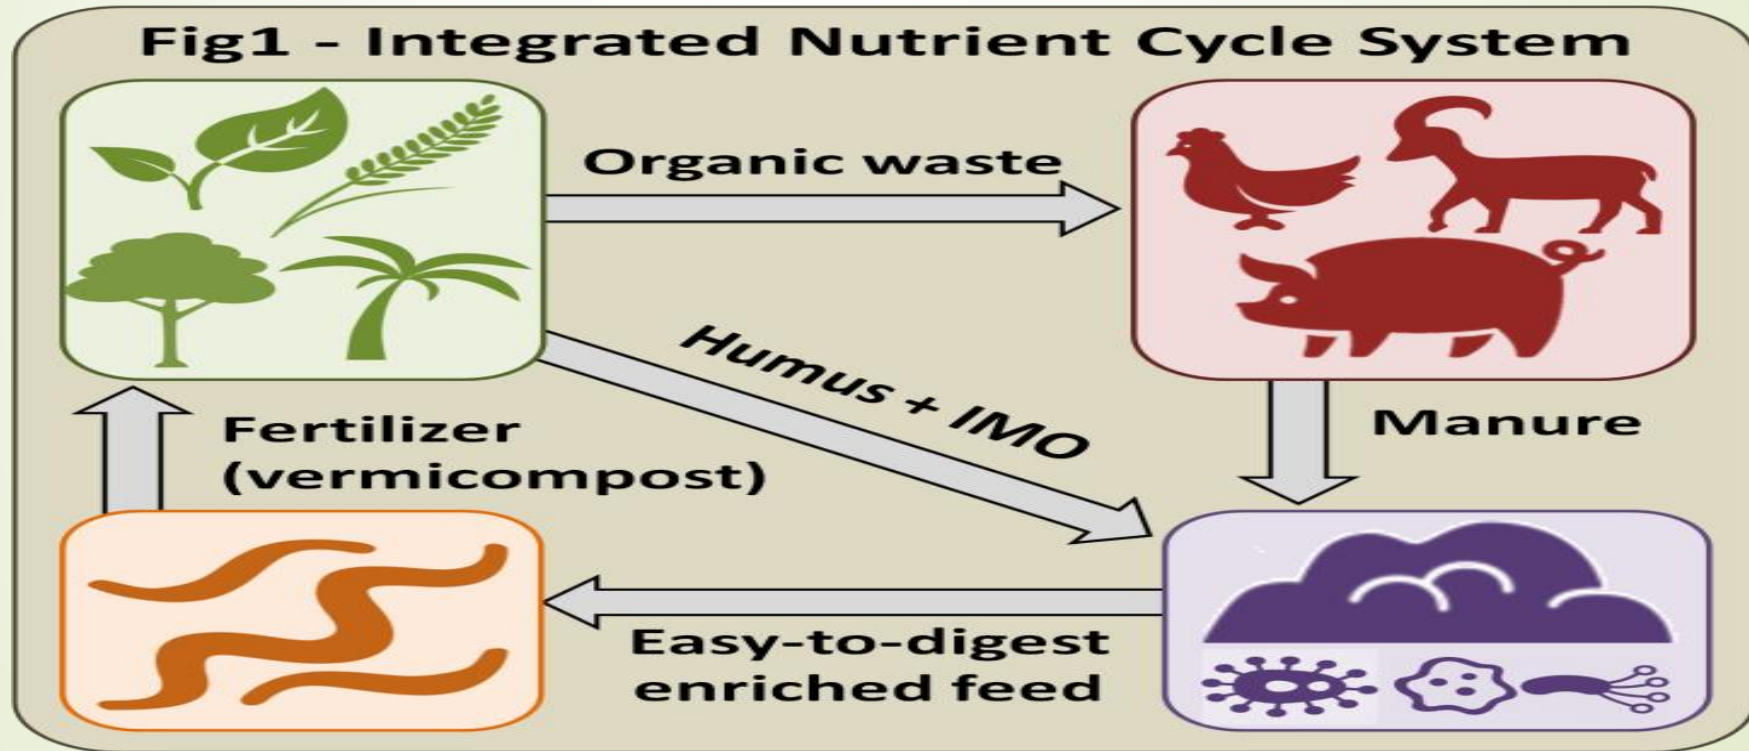 Fig1 - Integrated Nutrient Cycle System
Organic waste
Humus + IMO
Manure
Fertilizer
(vermicompost)
Easy-to-digest
enriched feed